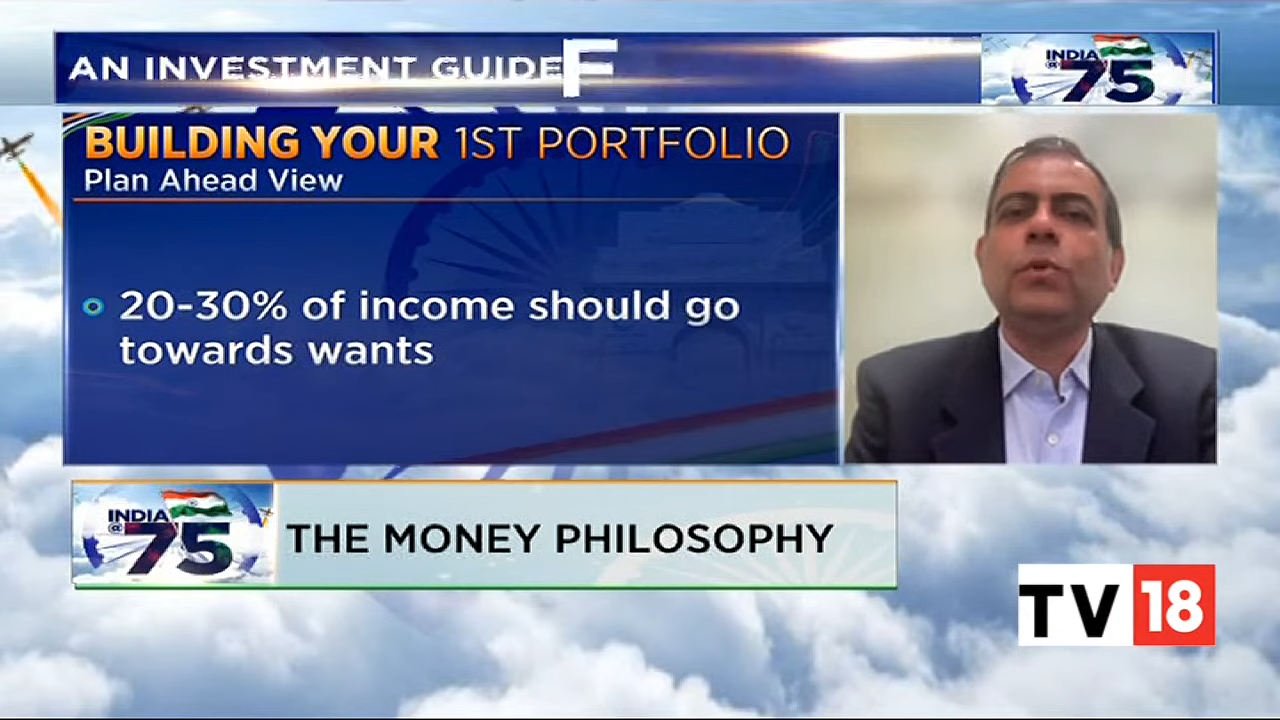 AN INVESTMENT GUIDE F
INDIA
@75
BUILDING YOUR 1ST PORTFOLIO
Plan Ahead View
20-30% of income should go
towards wants
INDIA
@75
THE MONEY PHILOSOPHY
TV18